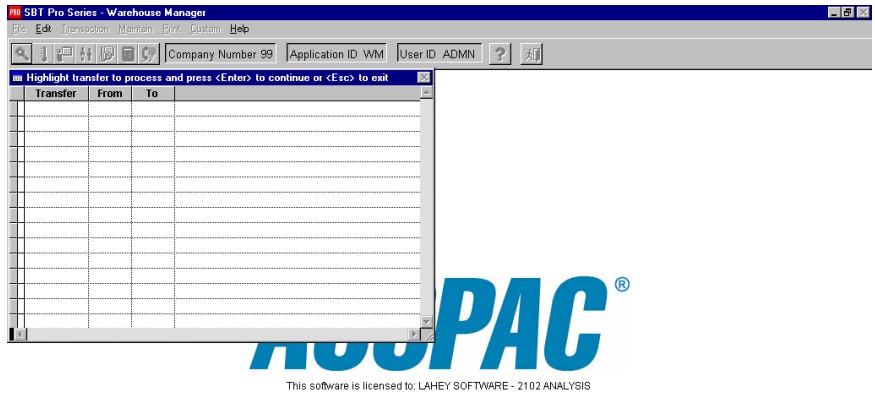 PRO SBT Pro Series - Warehouse Manager
File Edit Transaction Maintain Print Custom Help
Company Number 99 Application ID WM User ID ADMN ?
Highlight transfer to process and press <Enter> to continue or <Esc> to exit
Transfer From To
ACCPAC®
This software is licensed to: LAHEY SOFTWARE - 2102 ANALYSIS